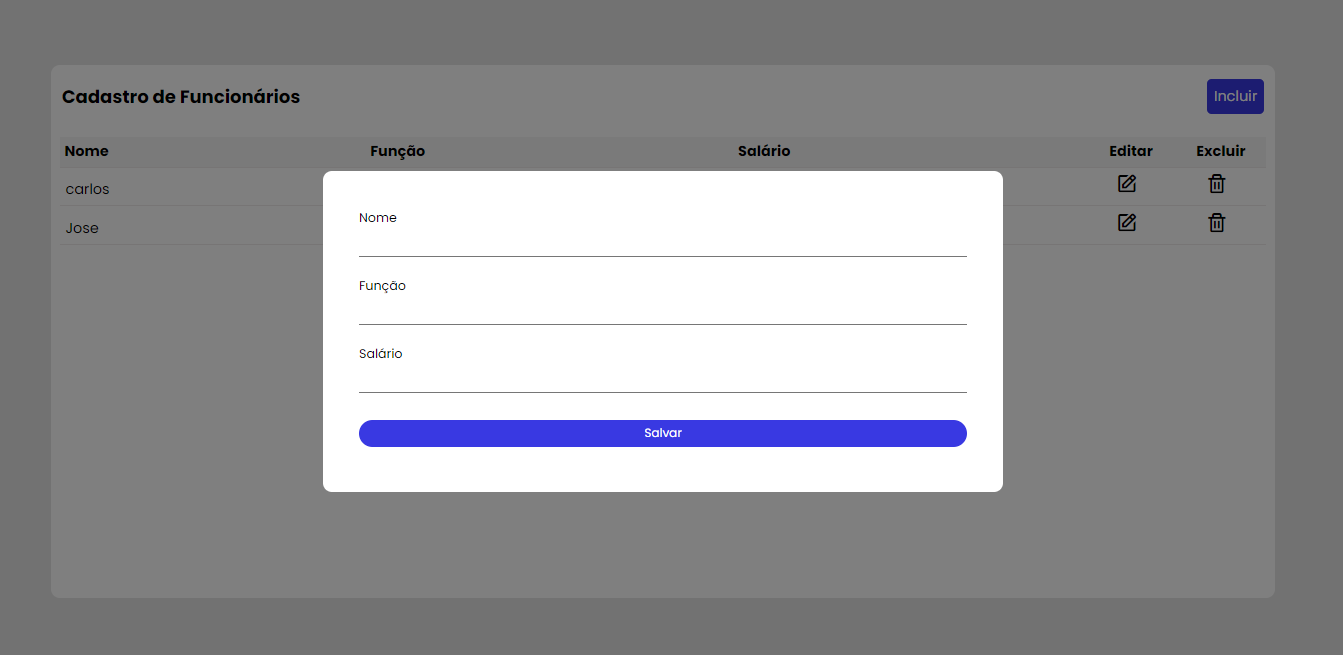 Cadastro de Funcionários
Incluir
Nome Função Salário Editar Excluir
carlos
Jose
Nome
Função
Salário
Salvar